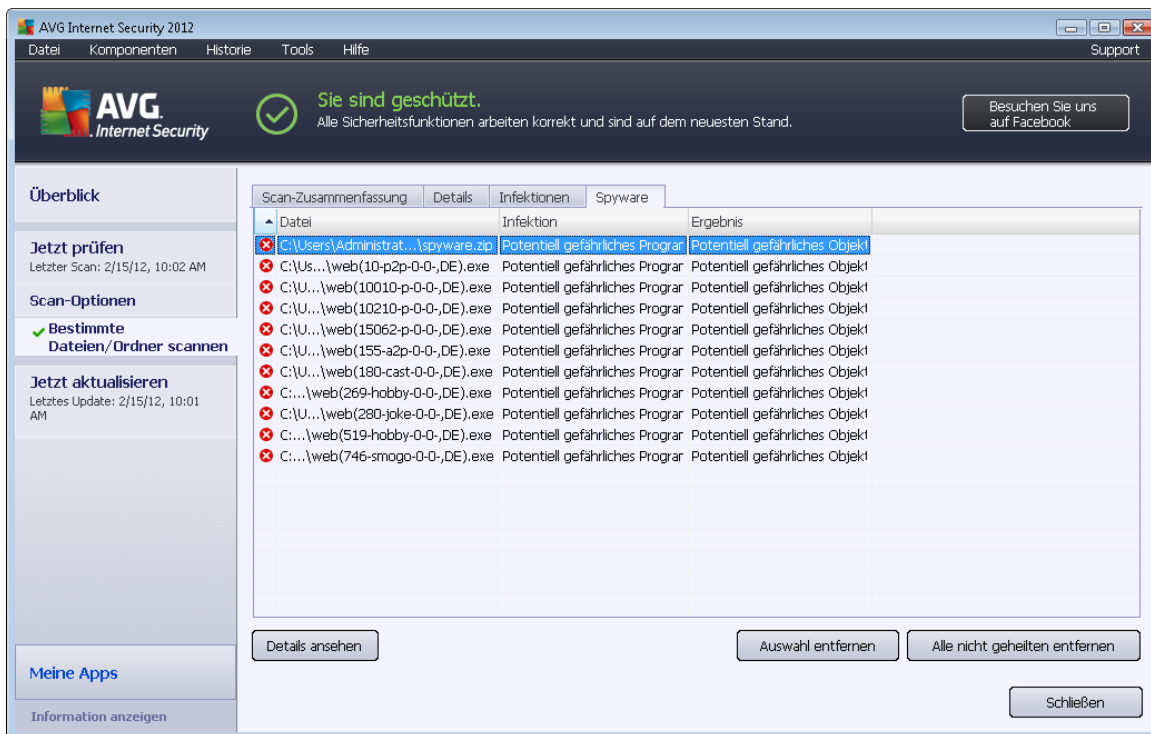 AVG Internet Security 2012
Datei Komponenten Historie Tools Hilfe Support
AVG.
Internet Security
Sie sind geschützt.
Alle Sicherheitsfunktionen arbeiten korrekt und sind auf dem neuesten Stand.
Besuchen Sie uns
auf Facebook
Überblick
Jetzt prüfen
Letzter Scan: 2/15/12, 10:02 AM
Scan-Optionen
Bestimmte
Dateien/Ordner scannen
Jetzt aktualisieren
Letztes Update: 2/15/12, 10:01
AM
Meine Apps
Information anzeigen
Scan-Zusammenfassung Details Infektionen Spyware
Datei Infektion Ergebnis
C:\Users\Administrat...\spyware.zip Potentiell gefährliches Prograr Potentiell gefährliches Objekt
C:\Us...\web(10-p2p-0-0-,DE).exe Potentiell gefährliches Prograr Potentiell gefährliches Objekt
C:\U...\web(10010-p-0-0-,DE).exe Potentiell gefährliches Prograr Potentiell gefährliches Objekt
C:\U...\web(10210-p-0-0-,DE).exe Potentiell gefährliches Prograr Potentiell gefährliches Objekt
C:\U...\web(15062-p-0-0-,DE).exe Potentiell gefährliches Prograr Potentiell gefährliches Objekt
C:\U...\web(155-a2p-0-0-,DE).exe Potentiell gefährliches Prograr Potentiell gefährliches Objekt
C:\U...\web(180-cast-0-0-,DE).exe Potentiell gefährliches Prograr Potentiell gefährliches Objekt
C:...\web(269-hobby-0-0-,DE).exe Potentiell gefährliches Prograr Potentiell gefährliches Objekt
C:\U...\web(280-joke-0-0-,DE).exe Potentiell gefährliches Prograr Potentiell gefährliches Objekt
C:...\web(519-hobby-0-0-,DE).exe Potentiell gefährliches Prograr Potentiell gefährliches Objekt
C:...\web(746-smogo-0-0-,DE).exe Potentiell gefährliches Prograr Potentiell gefährliches Objekt
Details ansehen Auswahl entfernen Alle nicht geheilten entfernen
Schließen